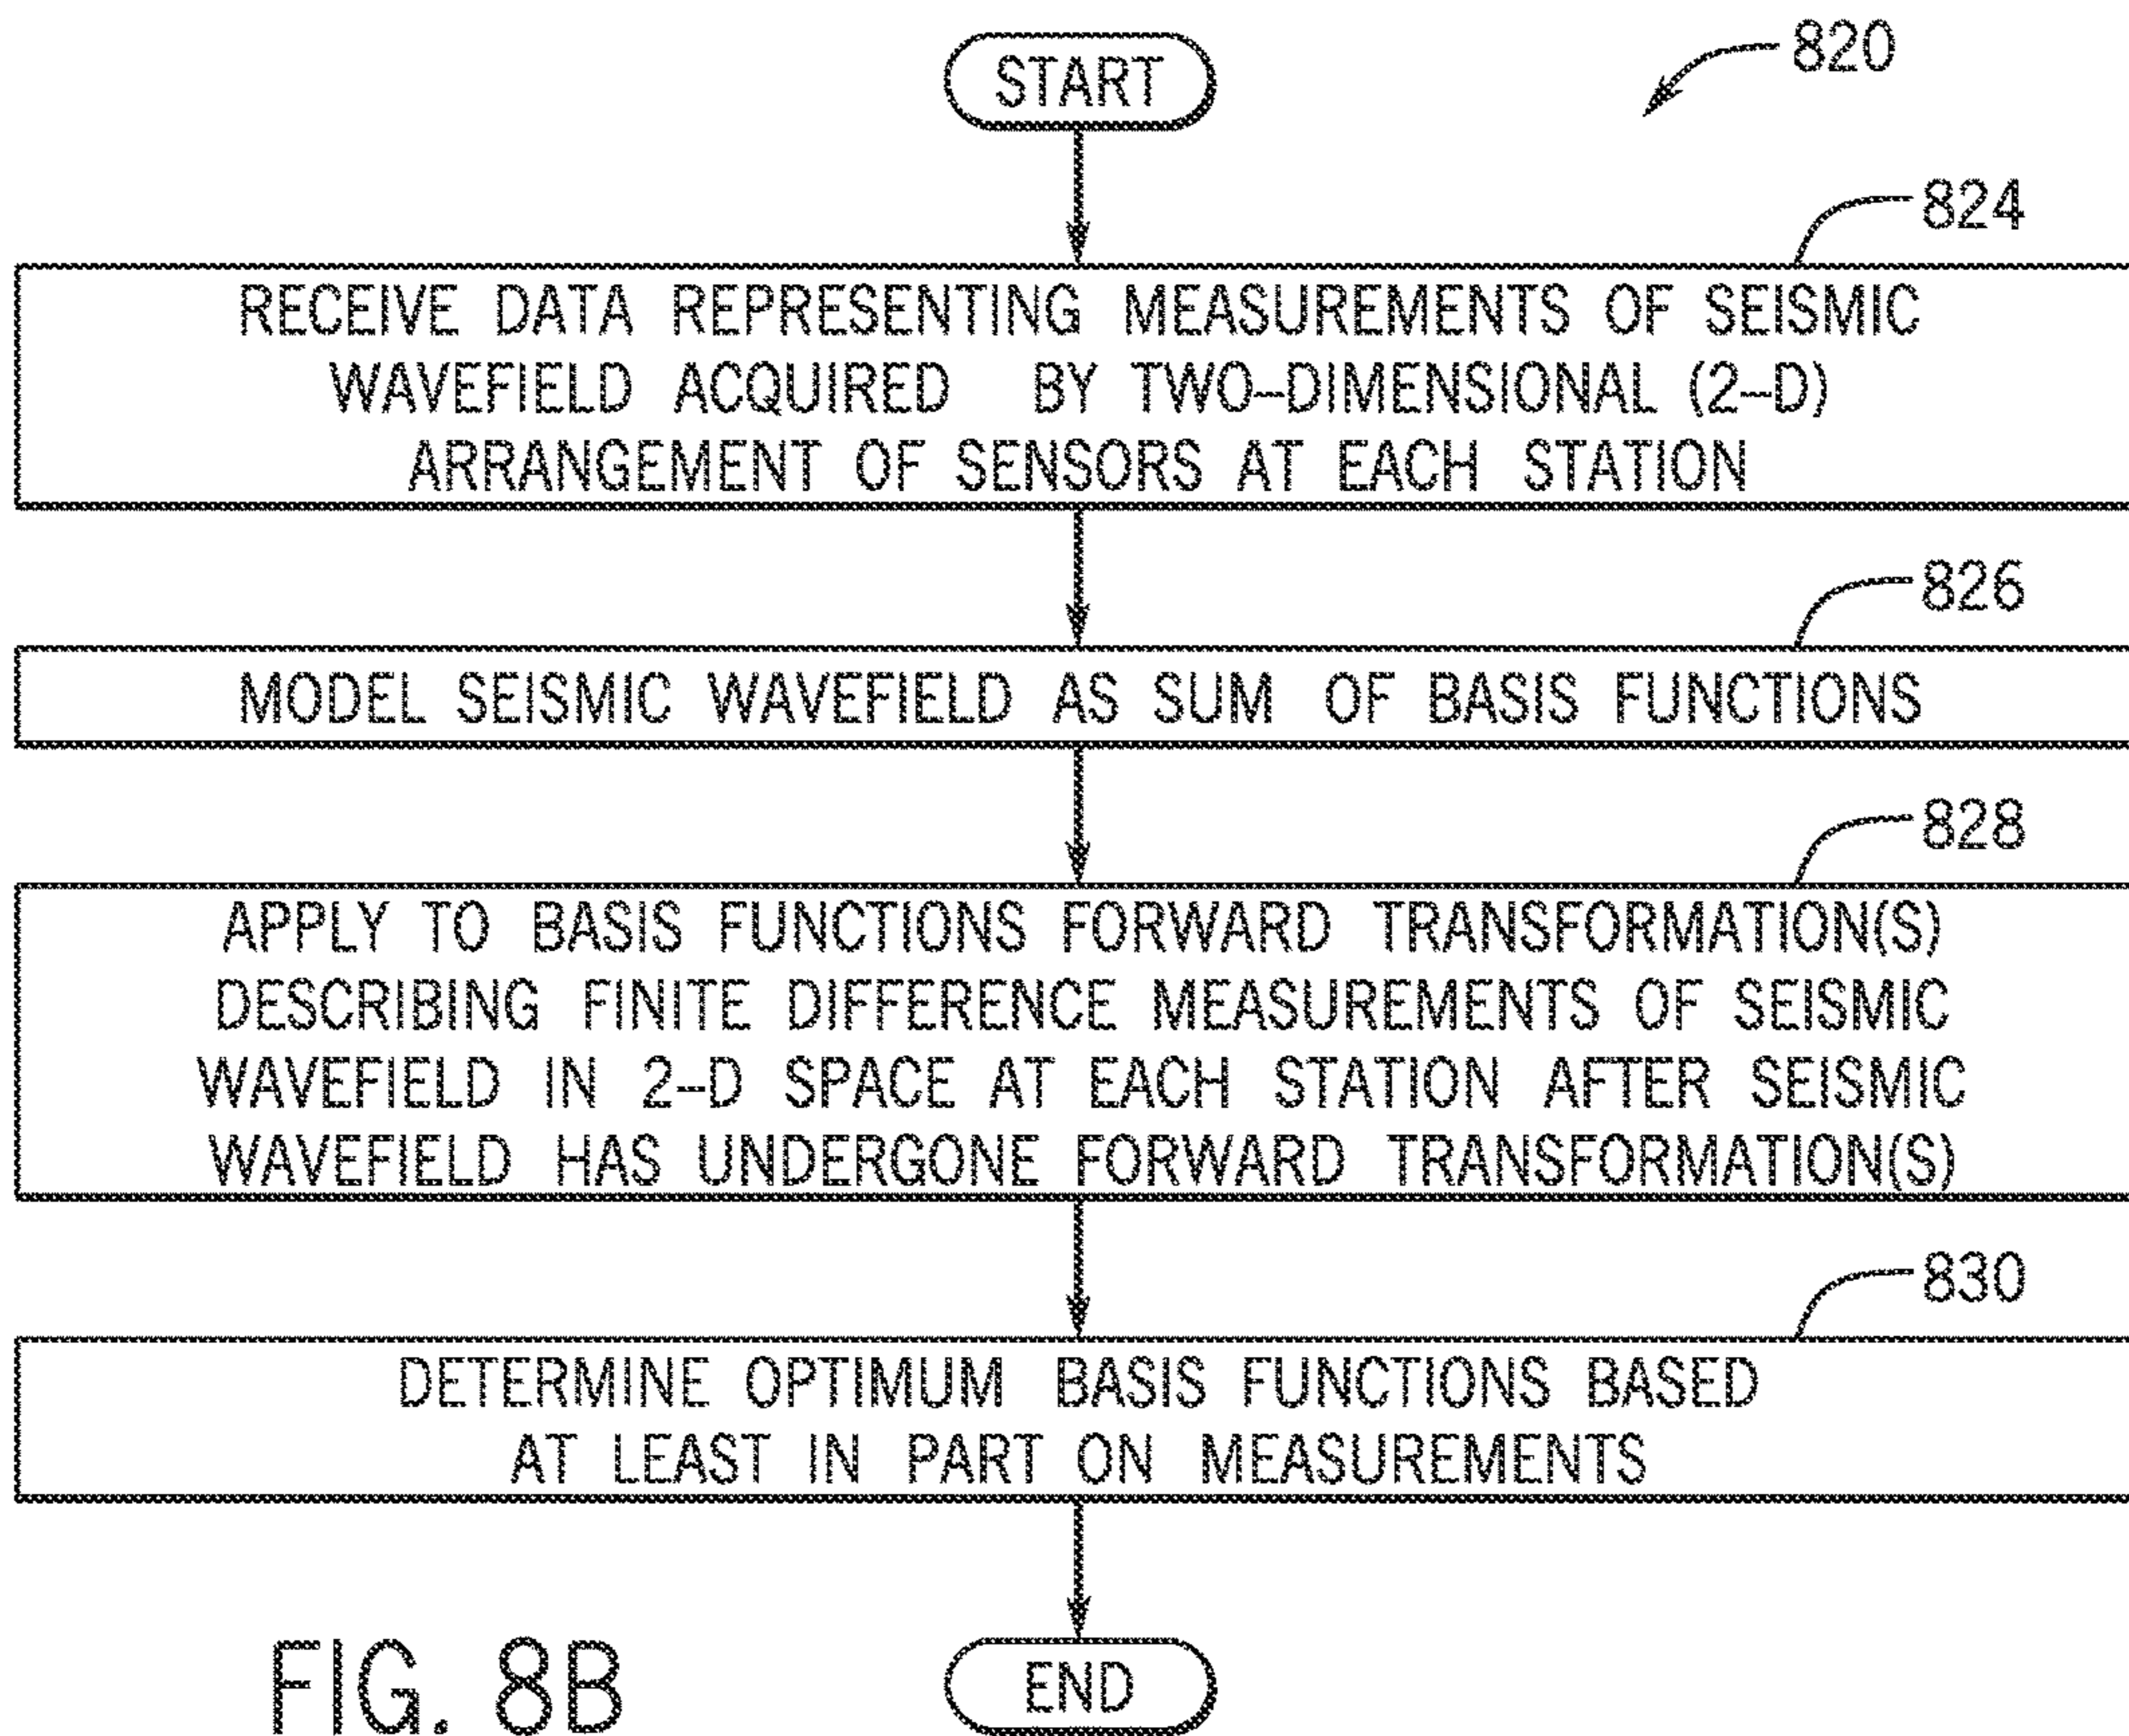 START
820
824
RECEIVE DATA REPRESENTING MEASUREMENTS OF SEISMIC
WAVEFIELD ACQUIRED BY TWO-DIMENSIONAL (2-D)
ARRANGEMENT OF SENSORS AT EACH STATION
826
MODEL SEISMIC WAVEFIELD AS SUM OF BASIS FUNCTIONS
828
APPLY TO BASIS FUNCTIONS FORWARD TRANSFORMATION(S)
DESCRIBING FINITE DIFFERENCE MEASUREMENTS OF SEISMIC
WAVEFIELD IN 2-D SPACE AT EACH STATION AFTER SEISMIC
WAVEFIELD HAS UNDERGONE FORWARD TRANSFORMATION(S)
830
DETERMINE OPTIMUM BASIS FUNCTIONS BASED
AT LEAST IN PART ON MEASUREMENTS
END
FIG. 8B